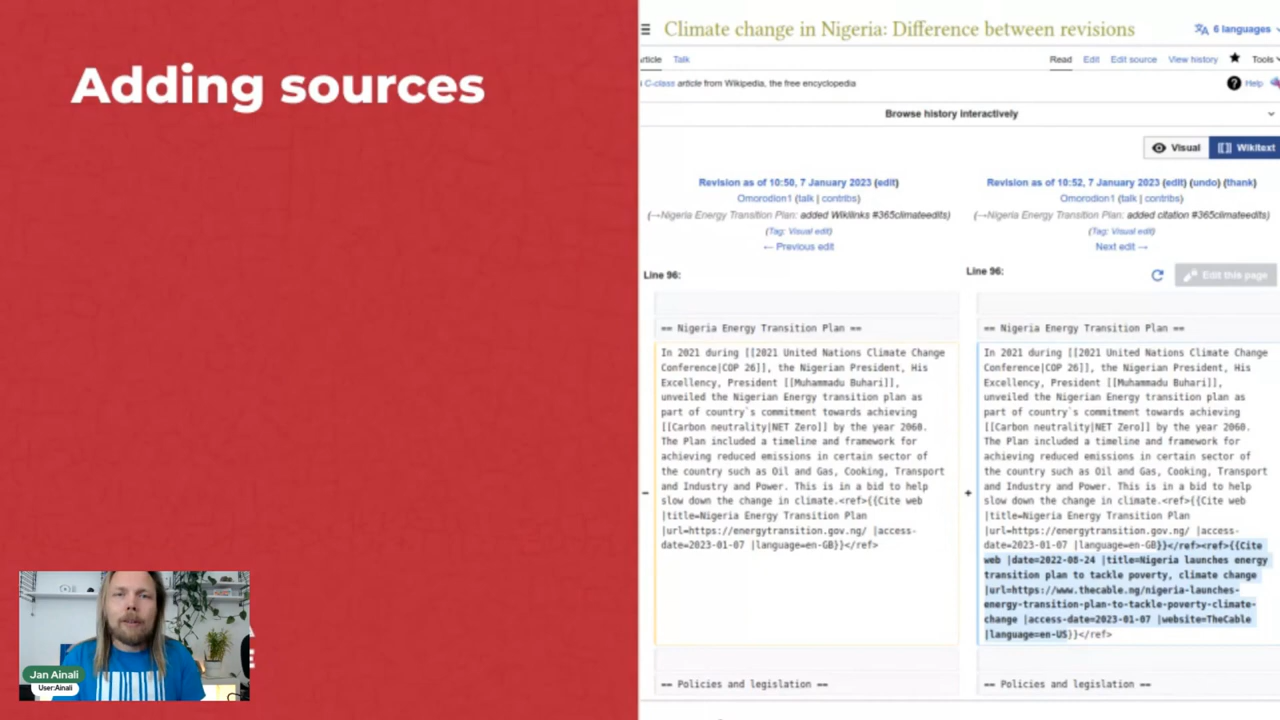 Adding sources
Climate change in Nigeria: Difference between revisions
6 languages
rticle Talk Read Edit Edit source View history Tools
C-class article from Wikipedia, the free encyclopedia
Help
Browse history interactively
Visual [[]] Wikitext
Revision as of 10:50, 7 January 2023 (edit)
Omorodion1 (talk | contribs)
(→Nigeria Energy Transition Plan: added Wikilinks #365climateedits)
(Tag: Visual edit)
← Previous edit
Revision as of 10:52, 7 January 2023 (edit) (undo) (thank)
Omorodion1 (talk | contribs)
(→Nigeria Energy Transition Plan: added citation #365climateedits)
(Tag: Visual edit)
Next edit →
Line 96:
== Nigeria Energy Transition Plan ==
In 2021 during [[2021 United Nations Climate Change
Conference|COP 26]], the Nigerian President, His
Excellency, President [[Muhammadu Buhari]],
unveiled the Nigerian Energy transition plan as
part of country`s commitment towards achieving
[[Carbon neutrality|NET Zero]] by the year 2060.
The Plan included a timeline and framework for
achieving reduced emissions in certain sector of
the country such as Oil and Gas, Cooking, Transport
and Industry and Power. This is in a bid to help
slow down the change in climate.<ref>{{Cite web
|title=Nigeria Energy Transition Plan
|url=https://energytransition.gov.ng/ |access-
date=2023-01-07 |language=en-GB}}</ref>
== Policies and legislation ==
Line 96:
Edit this page
== Nigeria Energy Transition Plan ==
In 2021 during [[2021 United Nations Climate Change
Conference|COP 26]], the Nigerian President, His
Excellency, President [[Muhammadu Buhari]],
unveiled the Nigerian Energy transition plan as
part of country`s commitment towards achieving
[[Carbon neutrality|NET Zero]] by the year 2060.
The Plan included a timeline and framework for
achieving reduced emissions in certain sector of
the country such as Oil and Gas, Cooking, Transport
and Industry and Power. This is in a bid to help
slow down the change in climate.<ref>{{Cite web
|title=Nigeria Energy Transition Plan
|url=https://energytransition.gov.ng/ |access-
date=2023-01-07 |language=en-GB}}</ref><ref>{{Cite
web |date=2022-08-24 |title=Nigeria launches energy
transition plan to tackle poverty, climate change
|url=https://www.thecable.ng/nigeria-launches-
energy-transition-plan-to-tackle-poverty-climate-
change |access-date=2023-01-07 |website=TheCable
|language=en-US}}</ref>
== Policies and legislation ==
Jan Ainali
User:Ainali